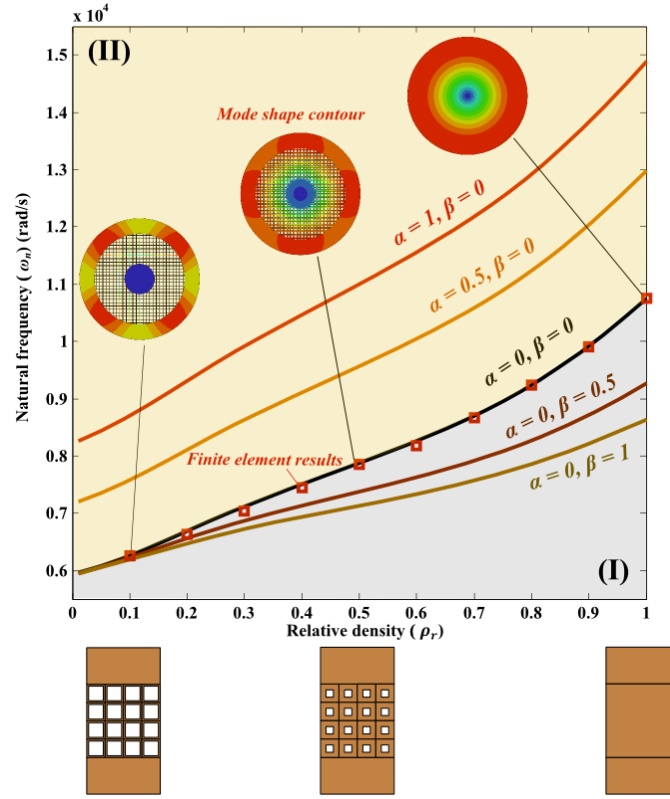 x 10⁴
1.5
1.4
1.3
1.2
1.1
1
0.9
0.8
0.7
0.6
Natural frequency ( ωₙ) (rad/s)
(II)
Mode shape contour
α = 1, β = 0
α = 0.5, β = 0
α = 0, β = 0
α = 0, β = 0.5
α = 0, β = 1
Finite element results
(I)
0
0.1
0.2
0.3
0.4
0.5
0.6
0.7
0.8
0.9
1
Relative density ( ρᵣ)